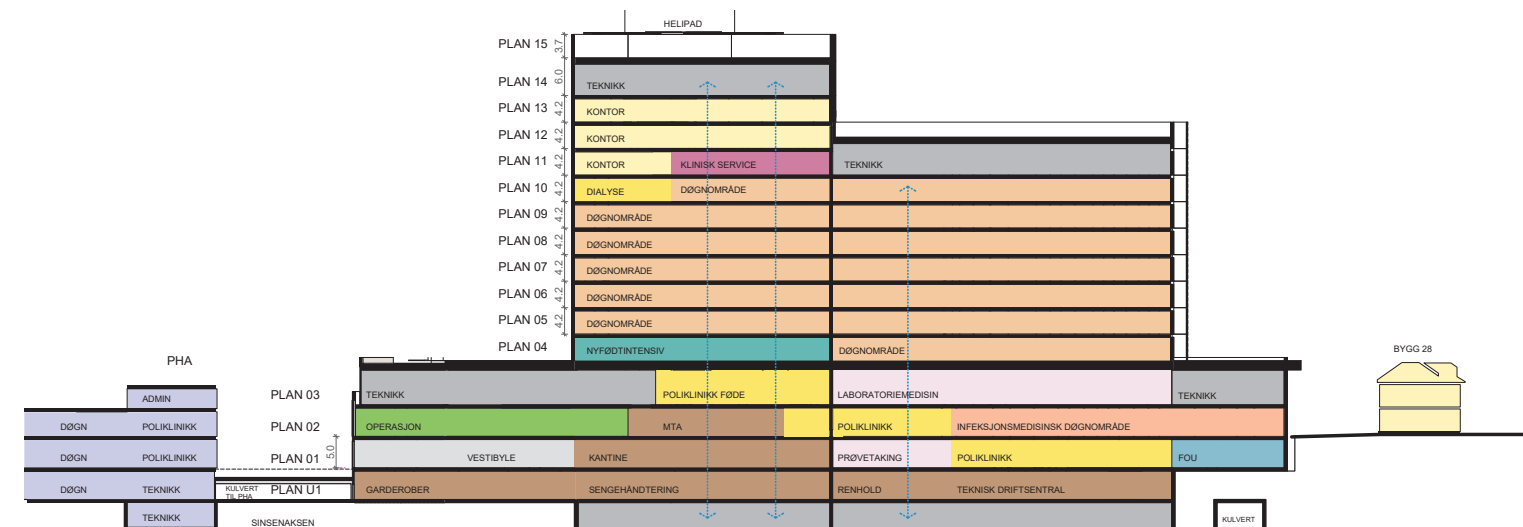 HELIPAD
PLAN 15 3.7
PLAN 14 6.0 TEKNIKK
PLAN 13 4.2 KONTOR
PLAN 12 4.2 KONTOR
PLAN 11 4.2 KONTOR KLINISK SERVICE TEKNIKK
PLAN 10 4.2 DIALYSE DØGNOMRÅDE
PLAN 09 4.2 DØGNOMRÅDE
PLAN 08 4.2 DØGNOMRÅDE
PLAN 07 4.2 DØGNOMRÅDE
PLAN 06 4.2 DØGNOMRÅDE
PLAN 05 4.2 DØGNOMRÅDE
PLAN 04 NYFØDTINTENSIV DØGNOMRÅDE
PHA BYGG 28
ADMIN PLAN 03 TEKNIKK POLIKLINIKK FØDE LABORATORIEMEDISIN TEKNIKK
DØGN POLIKLINIKK PLAN 02 OPERASJON MTA POLIKLINIKK INFEKSJONSMEDISINSK DØGNOMRÅDE
DØGN POLIKLINIKK PLAN 01 5.0 VESTIBYLE KANTINE PRØVETAKING POLIKLINIKK FOU
DØGN TEKNIKK KULVERT TIL PHA PLAN U1 GARDEROBER SENGEHÅNDTERING RENHOLD TEKNISK DRIFTSENTRAL
TEKNIKK SINSENAKSEN KULVERT